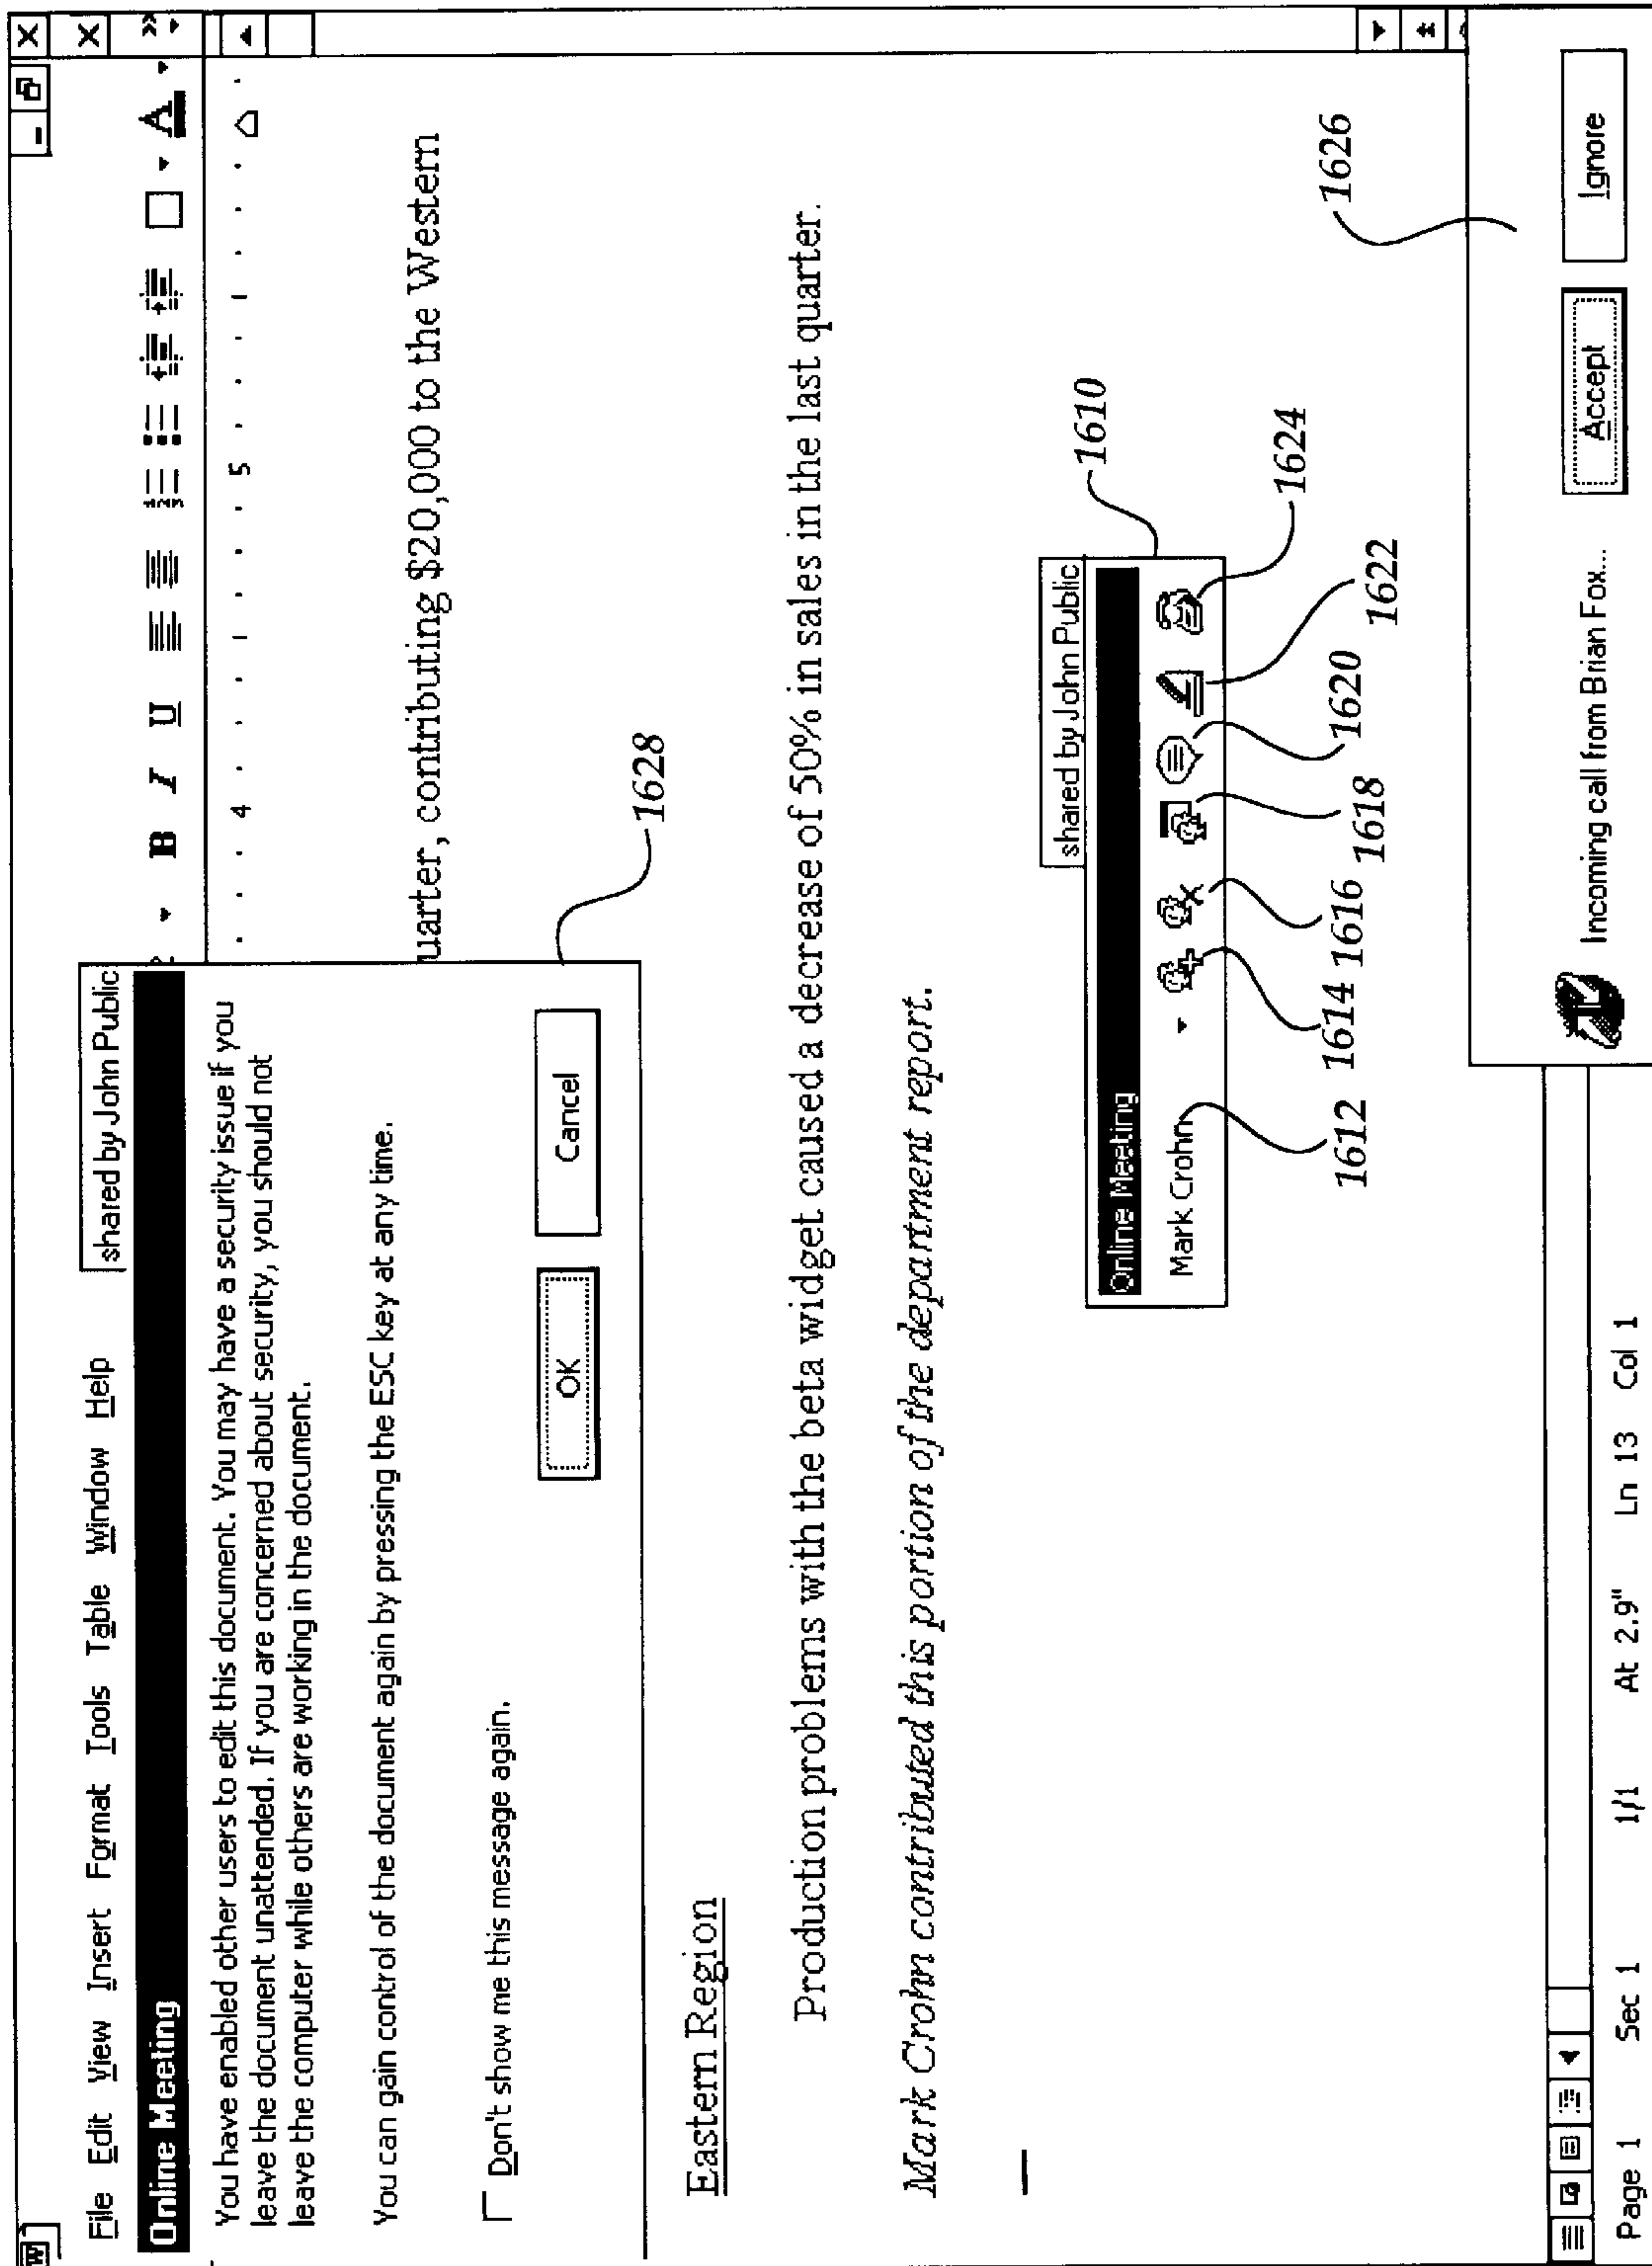 File Edit View Insert Format Tools Table Window Help
shared by John Public
Online Meeting
B I U A
4 5
You have enabled other users to edit this document. You may have a security issue if you
leave the document unattended. If you are concerned about security, you should not
leave the computer while others are working in the document.
You can gain control of the document again by pressing the ESC key at any time.
Don't show me this message again.
OK
Cancel
1628
uarter, contributing $20,000 to the Western
Eastern Region
Production problems with the beta widget caused a decrease of 50% in sales in the last quarter.
Mark Crohn contributed this portion of the department report.
shared by John Public
Online Meeting
1610
Mark Crohn
1612 1614 1616 1618 1620 1622 1624
1626
Incoming call from Brian Fox...
Accept
Ignore
Page 1 Sec 1 1/1 At 2.9" Ln 13 Col 1